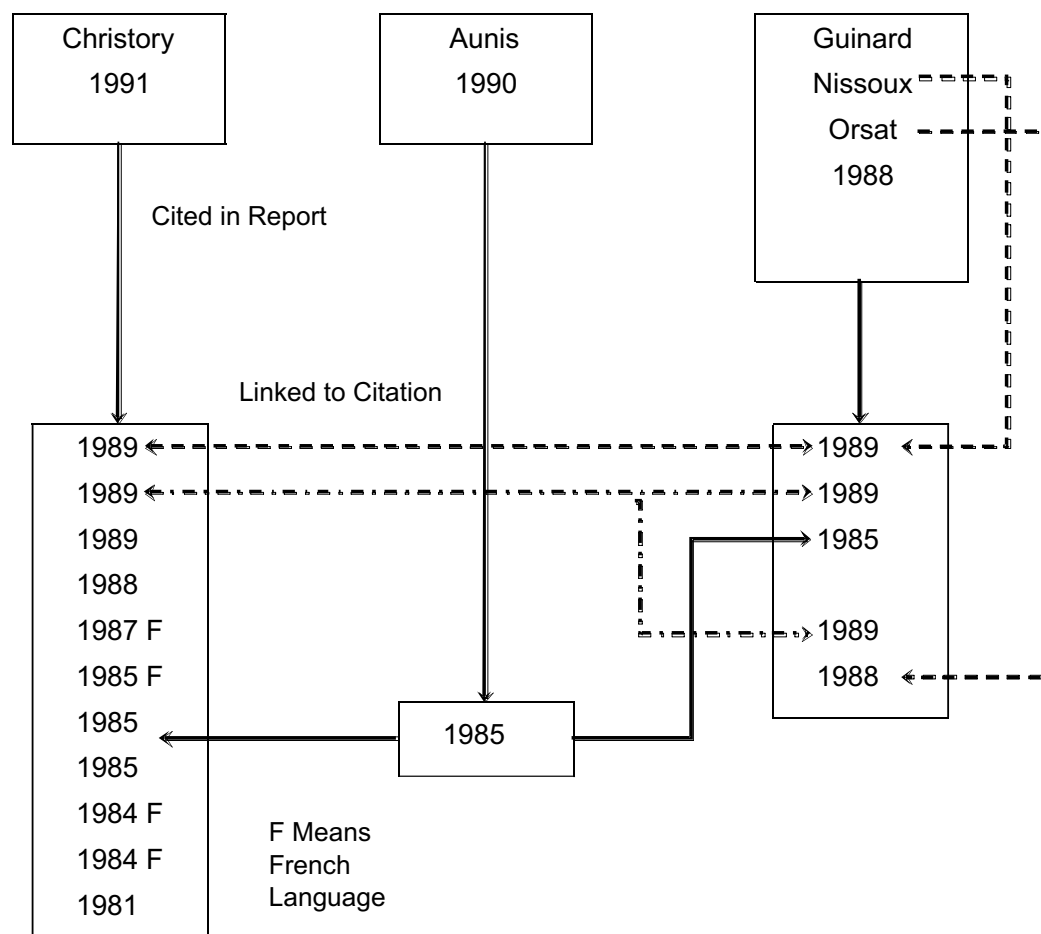 Christory
1991
Aunis
1990
Guinard
Nissoux
Orsat
1988
Cited in Report
Linked to Citation
1989
1989
1989
1988
1987 F
1985 F
1985
1985
1984 F
1984 F
1981
1985
1989
1989
1985
1989
1988
F Means
French
Language